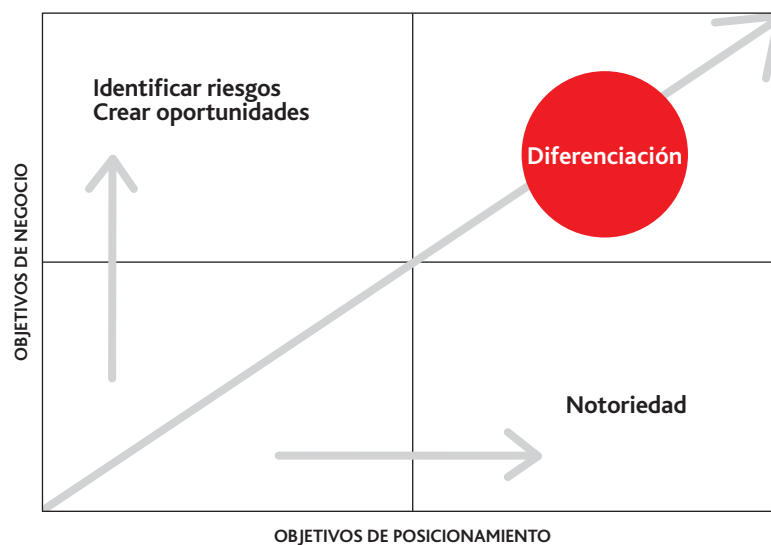 Identificar riesgos
Crear oportunidades
Diferenciación
OBJETIVOS DE NEGOCIO
Notoriedad
OBJETIVOS DE POSICIONAMIENTO